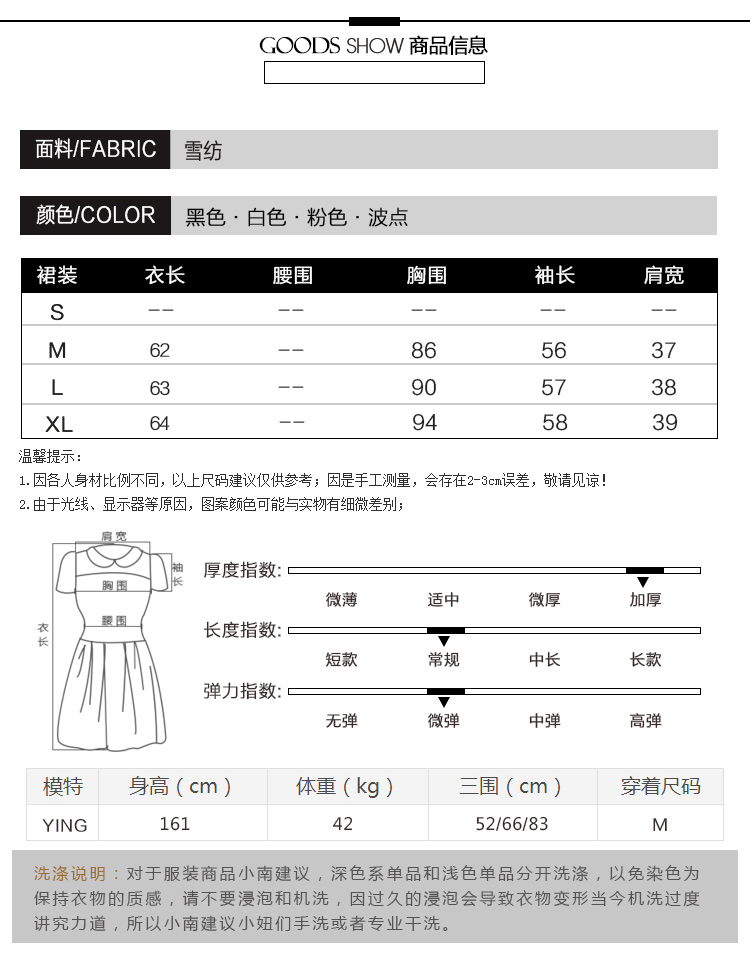 GOODS SHOW 商品信息
面料/FABRIC 雪纺
颜色/COLOR 黑色·白色·粉色·波点
裙装 衣长 腰围 胸围 袖长 肩宽
S -- -- -- -- --
M 62 -- 86 56 37
L 63 -- 90 57 38
XL 64 -- 94 58 39
温馨提示：
1.因各人身材比例不同，以上尺码建议仅供参考；因是手工测量，会存在2-3cm误差，敬请见谅！
2.由于光线、显示器等原因，图案颜色可能与实物有细微差别；
肩宽
袖长
胸围
腰围
衣长
厚度指数:
微薄 适中 微厚 加厚
长度指数:
短款 常规 中长 长款
弹力指数:
无弹 微弹 中弹 高弹
模特 身高（cm） 体重（kg） 三围（cm） 穿着尺码
YING 161 42 52/66/83 M
洗涤说明：对于服装商品小南建议，深色系单品和浅色单品分开洗涤，以免染色为
保持衣物的质感，请不要浸泡和机洗，因过久的浸泡会导致衣物变形当今机洗过度
讲究力道，所以小南建议小妞们手洗或者专业干洗。